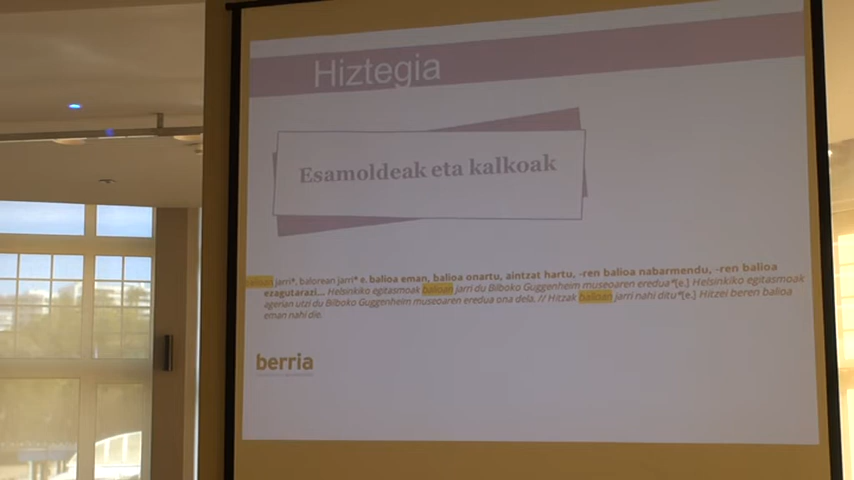 Hiztegia
Esamoldeak eta kalkoak
balioan jarri*, balorean jarri* e. balioa eman, balioa onartu, aintzat hartu, -ren balioa nabarmendu, -ren balioa
ezagutarazi... Helsinkiko egitasmoak balioan jarri du Bilboko Guggenheim museoaren eredua*[e.] Helsinkiko egitasmoak
agerian utzi du Bilboko Guggenheim museoaren eredua ona dela. // Hitzak balioan jarri nahi ditu*[e.] Hitzei beren balioa
eman nahi die.
berria